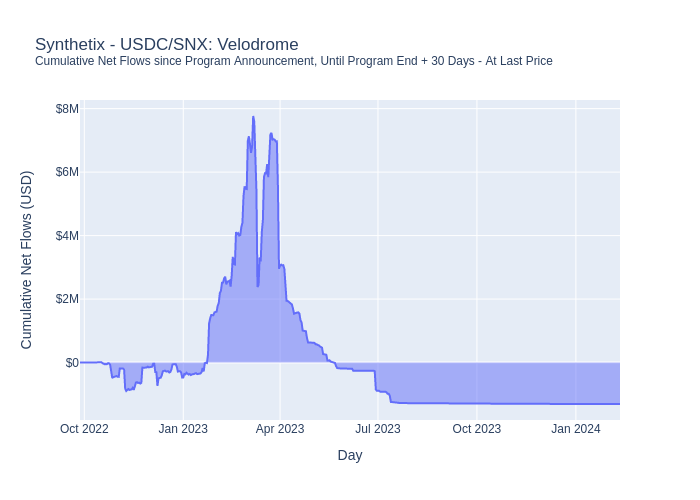 Synthetix - USDC/SNX: Velodrome
Cumulative Net Flows since Program Announcement, Until Program End + 30 Days - At Last Price
Cumulative Net Flows (USD)
$8M
$6M
$4M
$2M
$0
Oct 2022
Jan 2023
Apr 2023
Jul 2023
Oct 2023
Jan 2024
Day